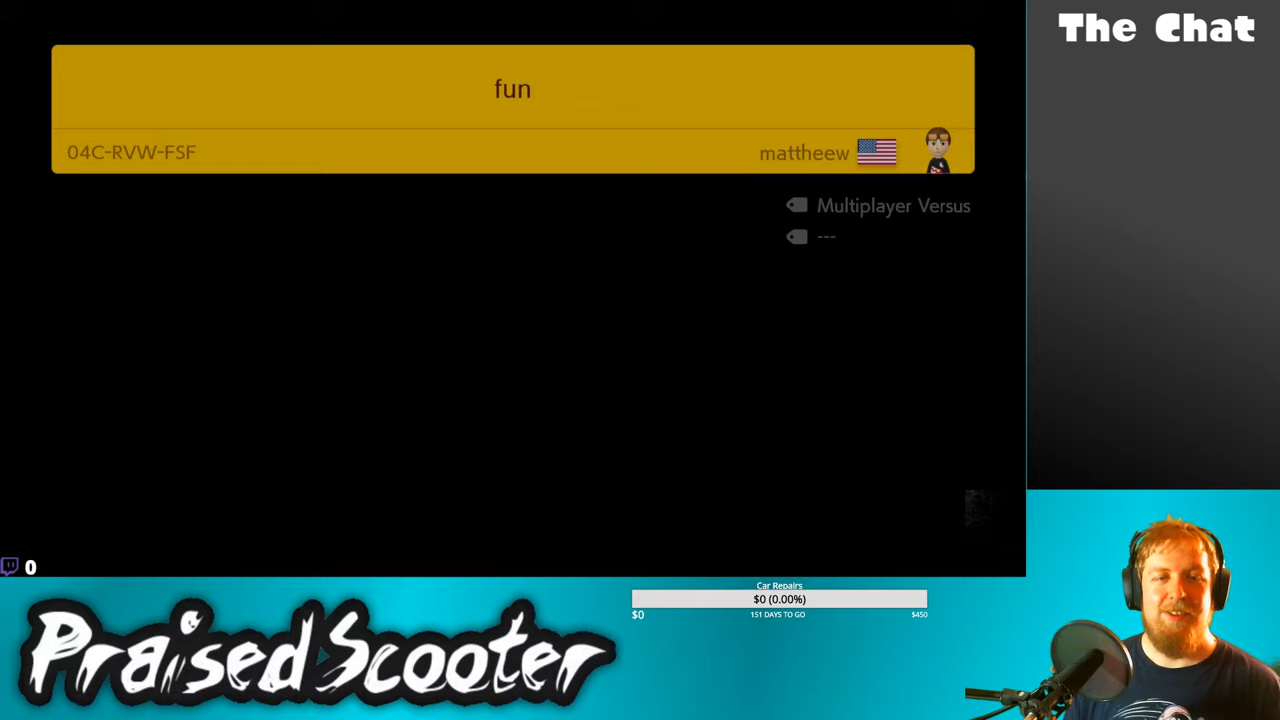 The Chat
fun
04C-RVW-FSF
mattheew
Multiplayer Versus
---
0
Car Repairs
$0 (0.00%)
$0
151 DAYS TO GO
$450
PraisedScooter